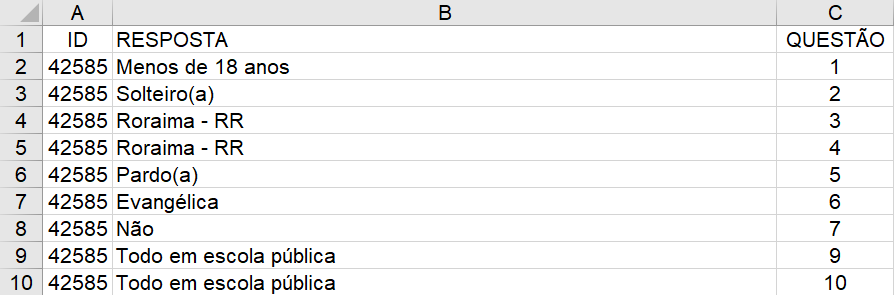 A B C
1 ID RESPOSTA QUESTÃO
2 42585 Menos de 18 anos 1
3 42585 Solteiro(a) 2
4 42585 Roraima - RR 3
5 42585 Roraima - RR 4
6 42585 Pardo(a) 5
7 42585 Evangélica 6
8 42585 Não 7
9 42585 Todo em escola pública 9
10 42585 Todo em escola pública 10